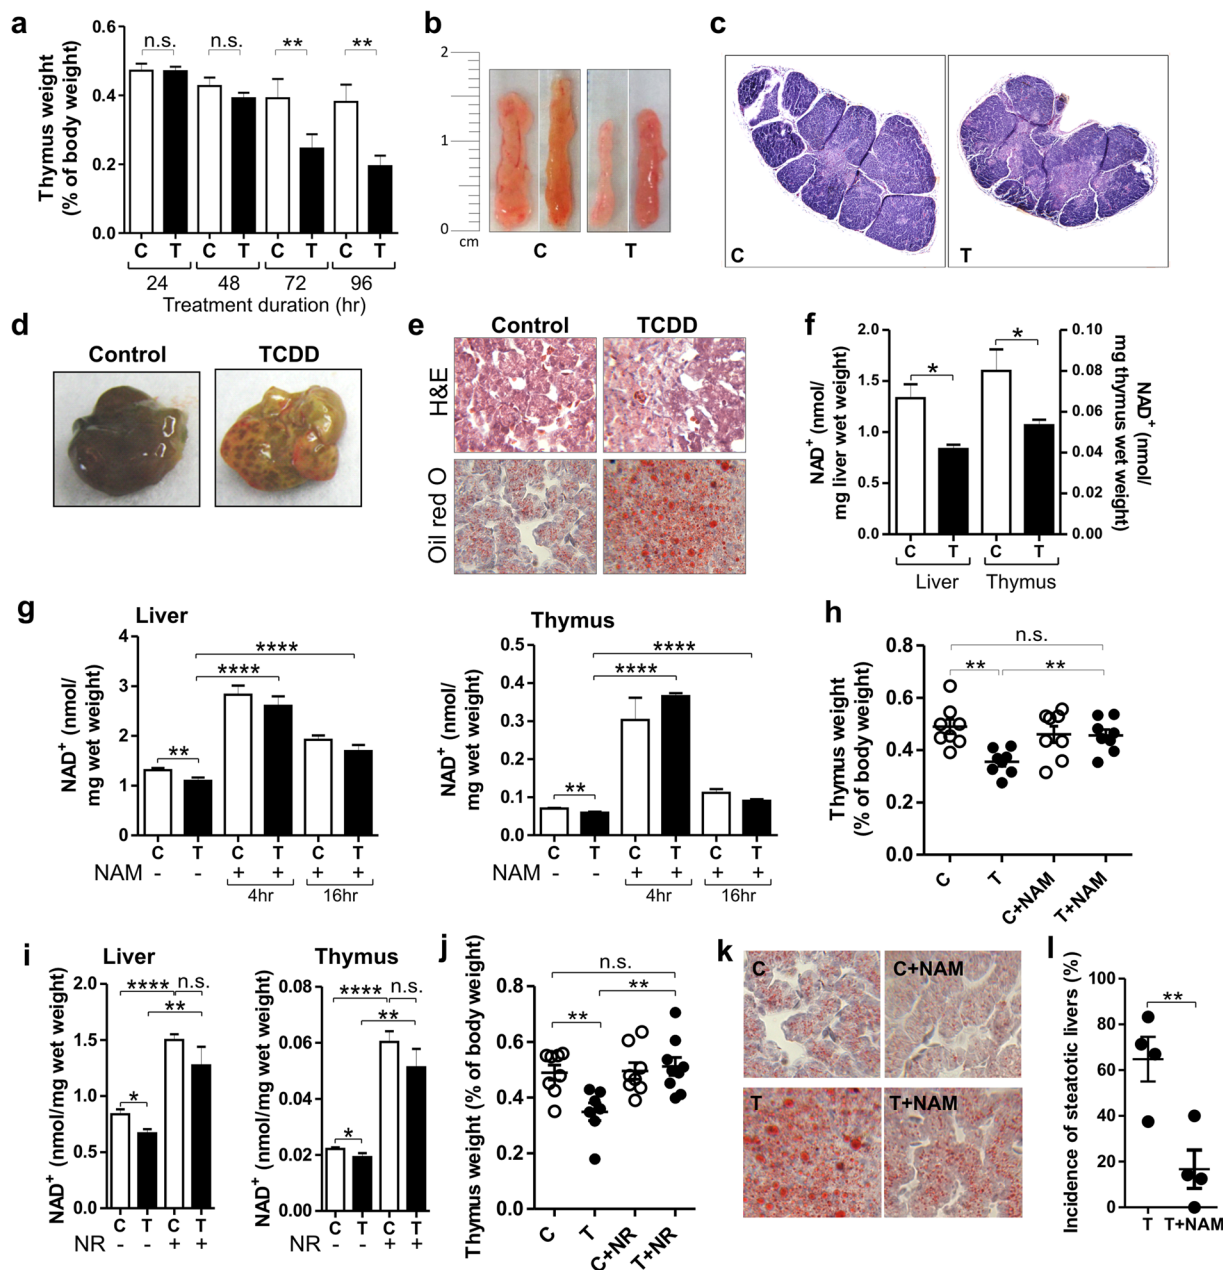 a
Thymus weight
(% of body weight)
0.6
0.4
0.2
0.0
n.s.
n.s.
**
**
C T C T C T C T
24 48 72 96
Treatment duration (hr)
b
2
1
0
cm
C T
c
C
T
d
Control TCDD
e
Control TCDD
H&E
Oil red O
f
NAD+ (nmol/
mg liver wet weight)
2.0
1.5
1.0
0.5
0.0
*
*
0.10
0.08
0.06
0.04
0.02
0.00
NAD+ (nmol/
mg thymus wet weight)
C T C T
Liver Thymus
g
Liver
NAD+ (nmol/
mg wet weight)
4
3
2
1
0
****
****
**
C T C T C T
NAM - - + + + +
4hr 16hr
Thymus
NAD+ (nmol/
mg wet weight)
0.5
0.4
0.3
0.2
0.1
0.0
****
****
**
C T C T C T
- - + + + +
4hr 16hr
h
Thymus weight
(% of body weight)
0.8
0.6
0.4
0.2
0.0
n.s.
** **
C T C+NAM T+NAM
i
Liver
NAD+ (nmol/mg wet weight)
2.0
1.5
1.0
0.5
0.0
**** n.s.
**
*
C T C T
NR - - + +
Thymus
NAD+ (nmol/mg wet weight)
0.08
0.06
0.04
0.02
0.00
**** n.s.
**
*
C T C T
NR - - + +
j
Thymus weight (% of body weight)
0.8
0.6
0.4
0.2
0.0
n.s.
**
**
C T C+NR T+NR
k
C C+NAM
T T+NAM
l
Incidence of steatotic livers (%)
100
80
60
40
20
0
**
T T+NAM